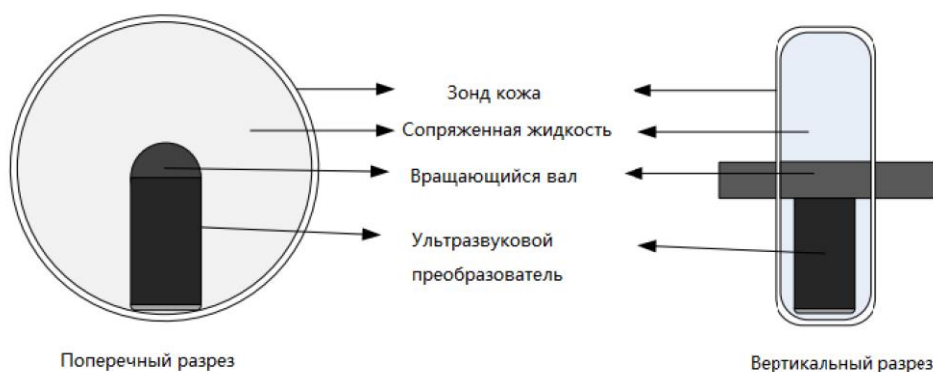 Зонд кожа
Сопряженная жидкость
Вращающийся вал
Ультразвуковой
преобразователь
Поперечный разрез
Вертикальный разрез